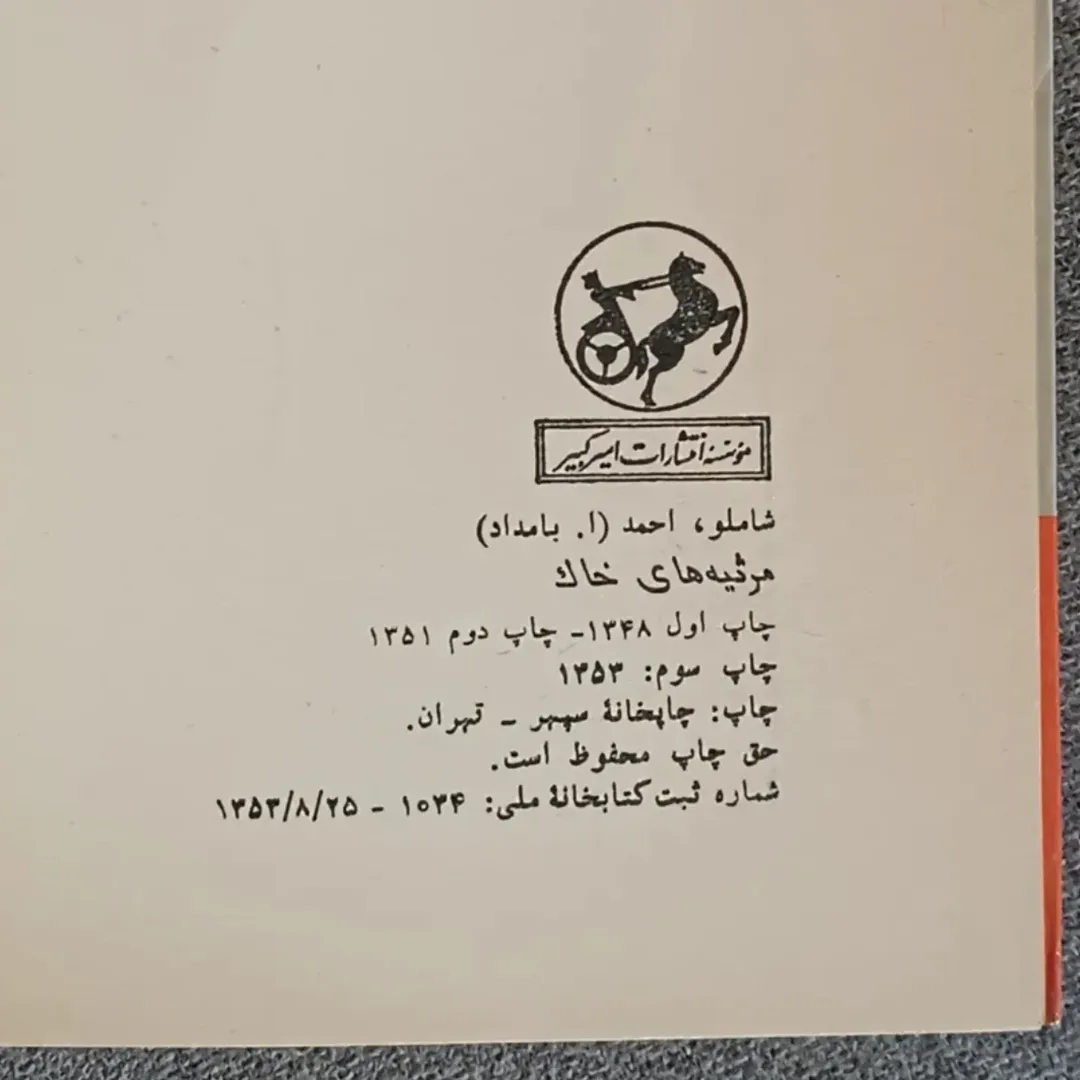 مؤسسه انتشارات امیرکبیر
شاملو، احمد (ا. بامداد)
مرثیه‌های خاك
چاپ اول ۱۳۴۸- چاپ دوم ۱۳۵۱
چاپ سوم: ۱۳۵۳
چاپ: چاپخانهٔ سپهر - تهران.
حق چاپ محفوظ است.
شماره ثبت کتابخانهٔ ملی: ۱۰۳۴ - ۱۳۵۳/۸/۲۵